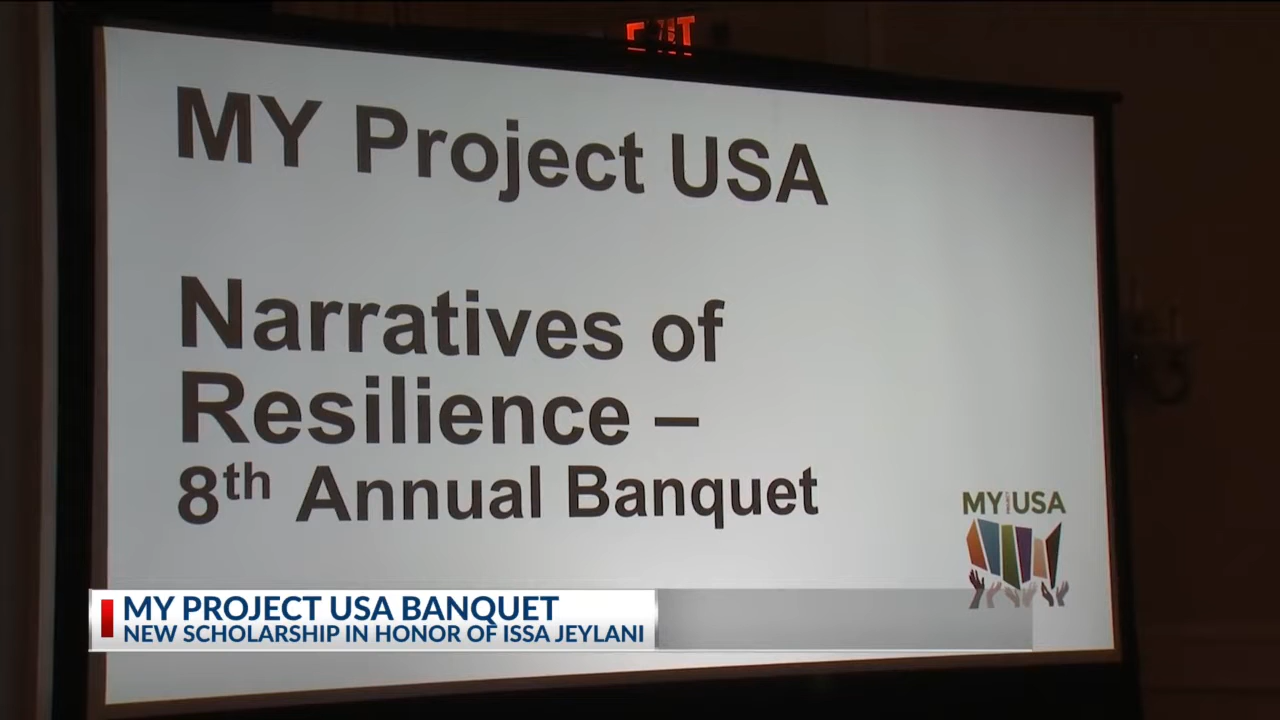 EXIT
MY Project USA
Narratives of
Resilience –
8th Annual Banquet
MY USA
MY PROJECT USA BANQUET
NEW SCHOLARSHIP IN HONOR OF ISSA JEYLANI